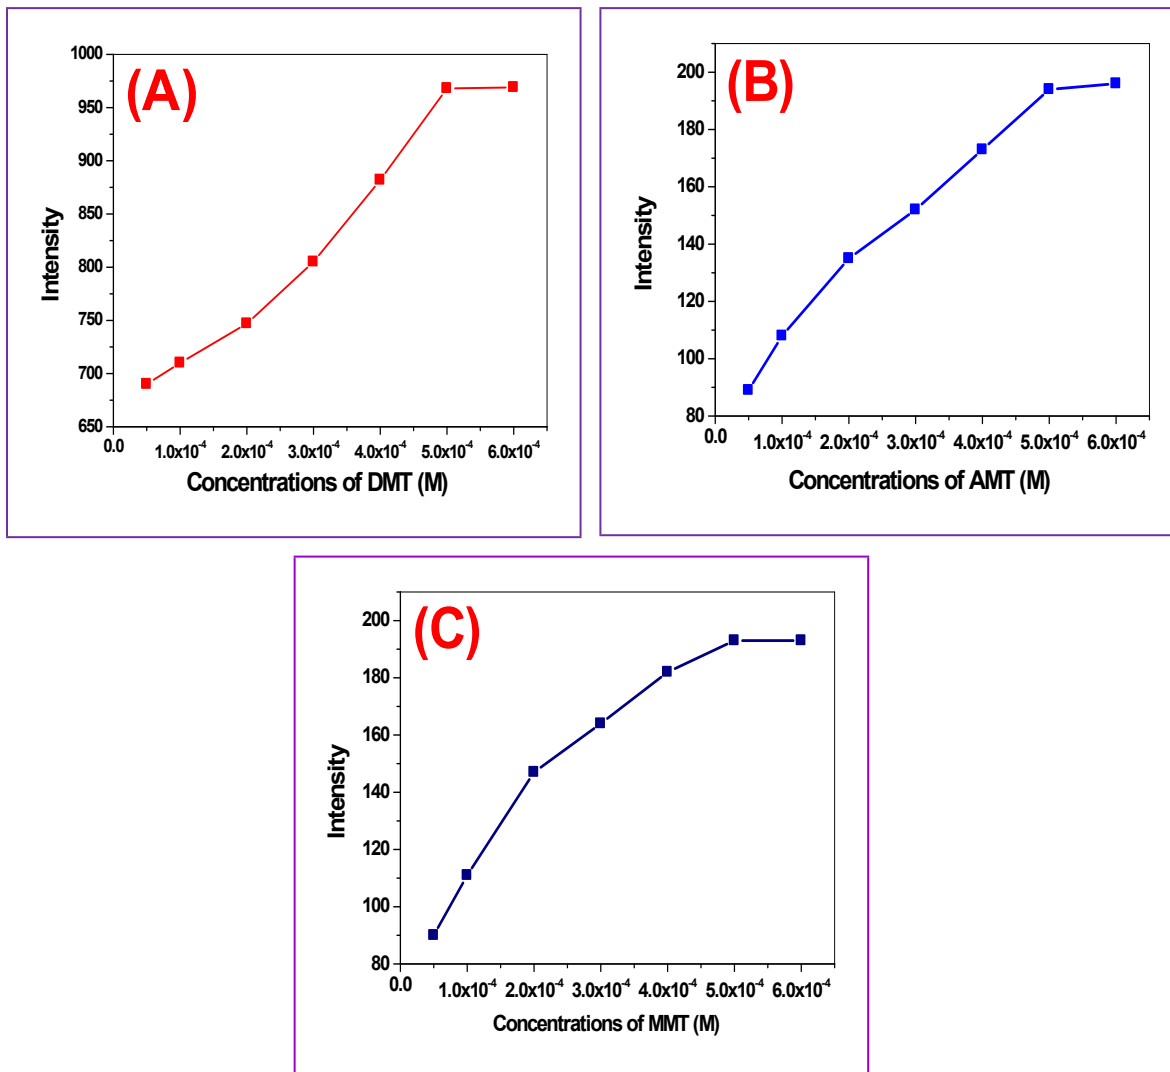 (A)
1000
950
900
850
800
750
700
650
Intensity
0.0 1.0x10⁻⁴ 2.0x10⁻⁴ 3.0x10⁻⁴ 4.0x10⁻⁴ 5.0x10⁻⁴ 6.0x10⁻⁴
Concentrations of DMT (M)
(B)
200
180
160
140
120
100
80
Intensity
0.0 1.0x10⁻⁴ 2.0x10⁻⁴ 3.0x10⁻⁴ 4.0x10⁻⁴ 5.0x10⁻⁴ 6.0x10⁻⁴
Concentrations of AMT (M)
(C)
200
180
160
140
120
100
80
Intensity
0.0 1.0x10⁻⁴ 2.0x10⁻⁴ 3.0x10⁻⁴ 4.0x10⁻⁴ 5.0x10⁻⁴ 6.0x10⁻⁴
Concentrations of MMT (M)